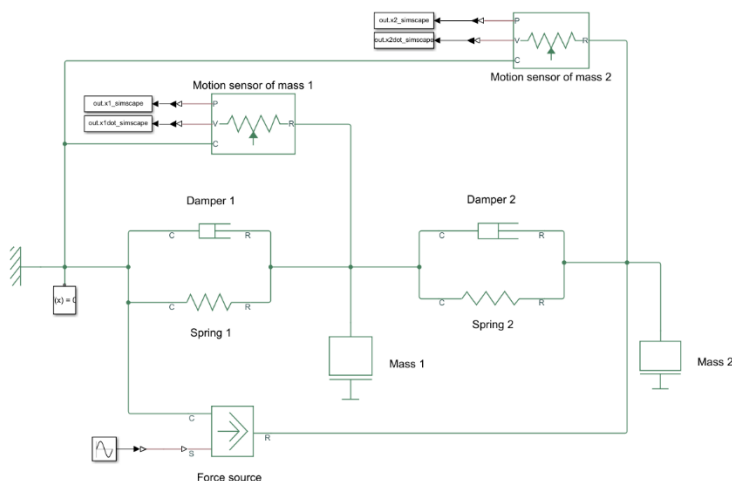 out.x2_simscape
P
out.x2dot_simscape
V
R
C
Motion sensor of mass 2
Motion sensor of mass 1
out.x1_simscape
P
out.x1dot_simscape
V
R
C
Damper 1
Damper 2
C
R
C
R
(x) = 0
C
R
C
R
Spring 1
Spring 2
Mass 1
Mass 2
C
R
S
Force source